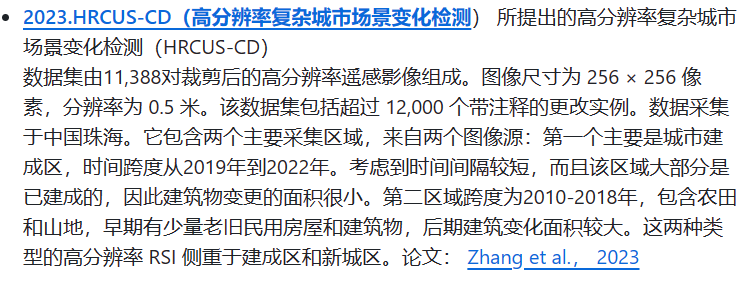 • 2023.HRCUS-CD（高分辨率复杂城市场景变化检测） 所提出的高分辨率复杂城市
场景变化检测（HRCUS-CD）
数据集由11,388对裁剪后的高分辨率遥感影像组成。图像尺寸为 256 × 256 像
素，分辨率为 0.5 米。该数据集包括超过 12,000 个带注释的更改实例。数据采集
于中国珠海。它包含两个主要采集区域，来自两个图像源：第一个主要是城市建
成区，时间跨度从2019年到2022年。考虑到时间间隔较短，而且该区域大部分是
已建成的，因此建筑物变更的面积很小。第二区域跨度为2010-2018年，包含农田
和山地，早期有少量老旧民用房屋和建筑物，后期建筑变化面积较大。这两种类
型的高分辨率 RSI 侧重于建成区和新城区。论文： Zhang et al.， 2023